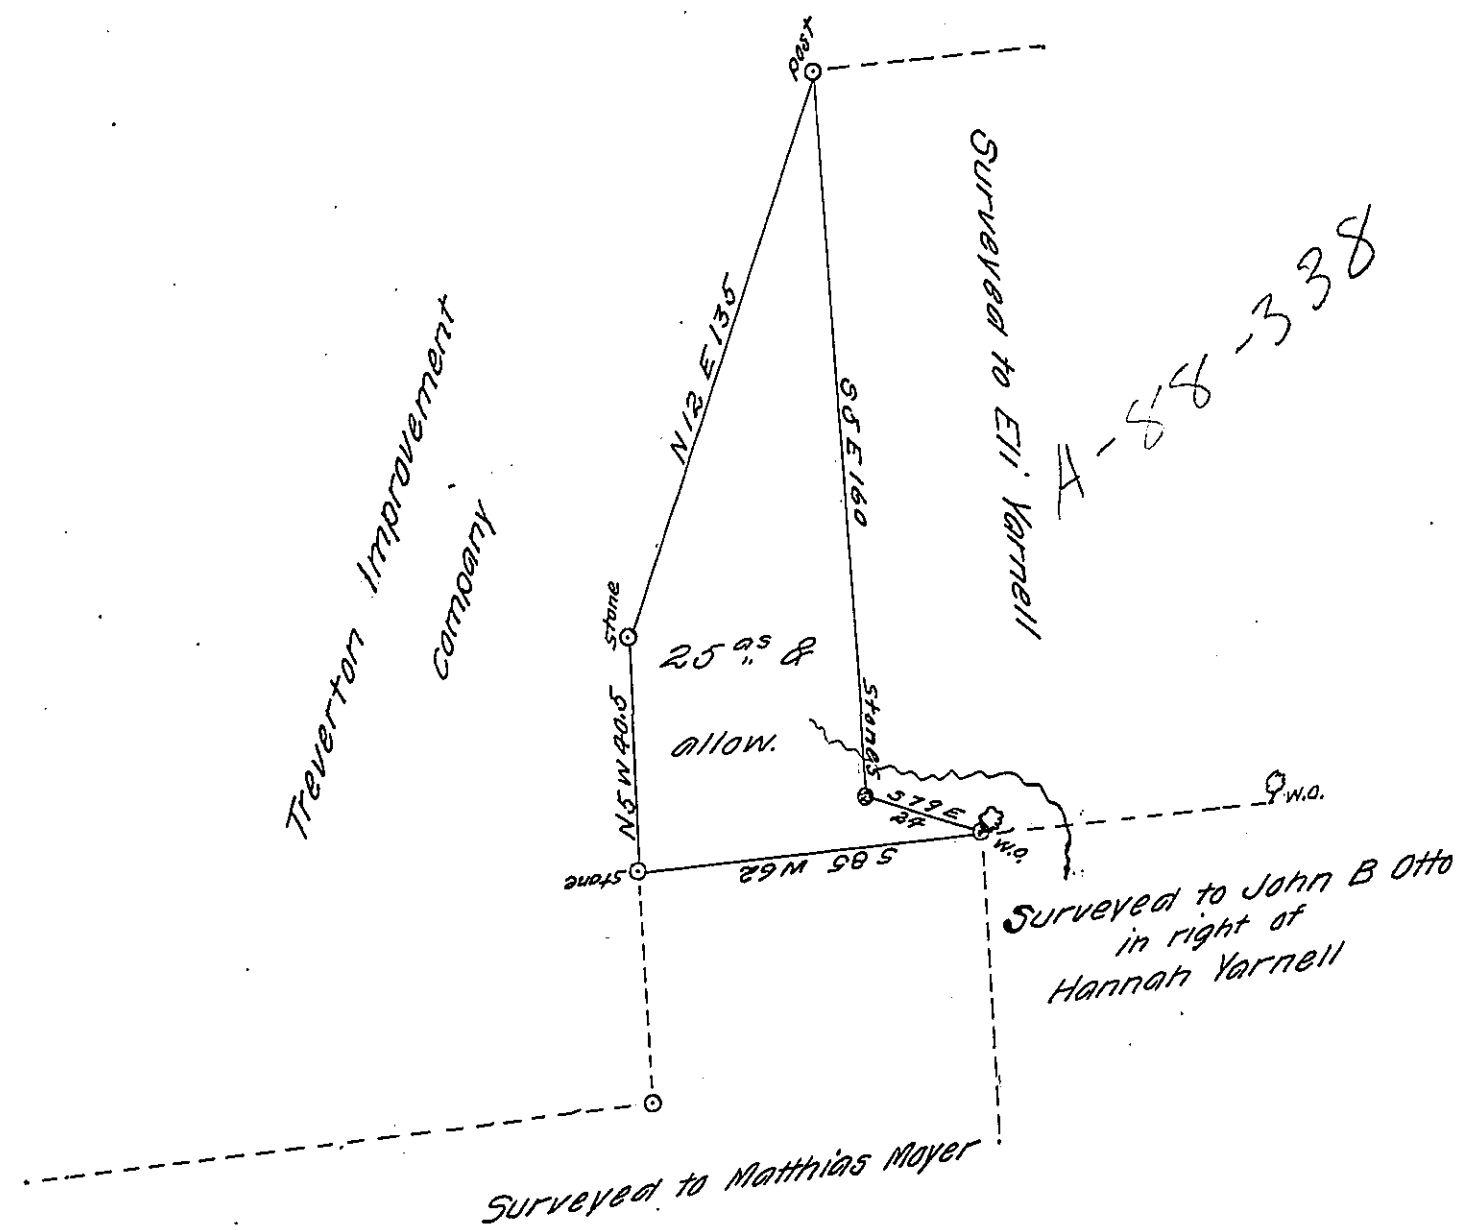 post
Surveyed to Eli Yarnell
A-88-338
N 12 E 135
S 5 E 160
Treverton Improvement
Company
stone
25 as &
allow.
N. 5 W 40.5
Stones
S 79 E
24
W.O.
W.O.
stone
S 85 W 62
Surveyed to John B Otto
in right of
Hannah Yarnell
Surveyed to Matthias Moyer